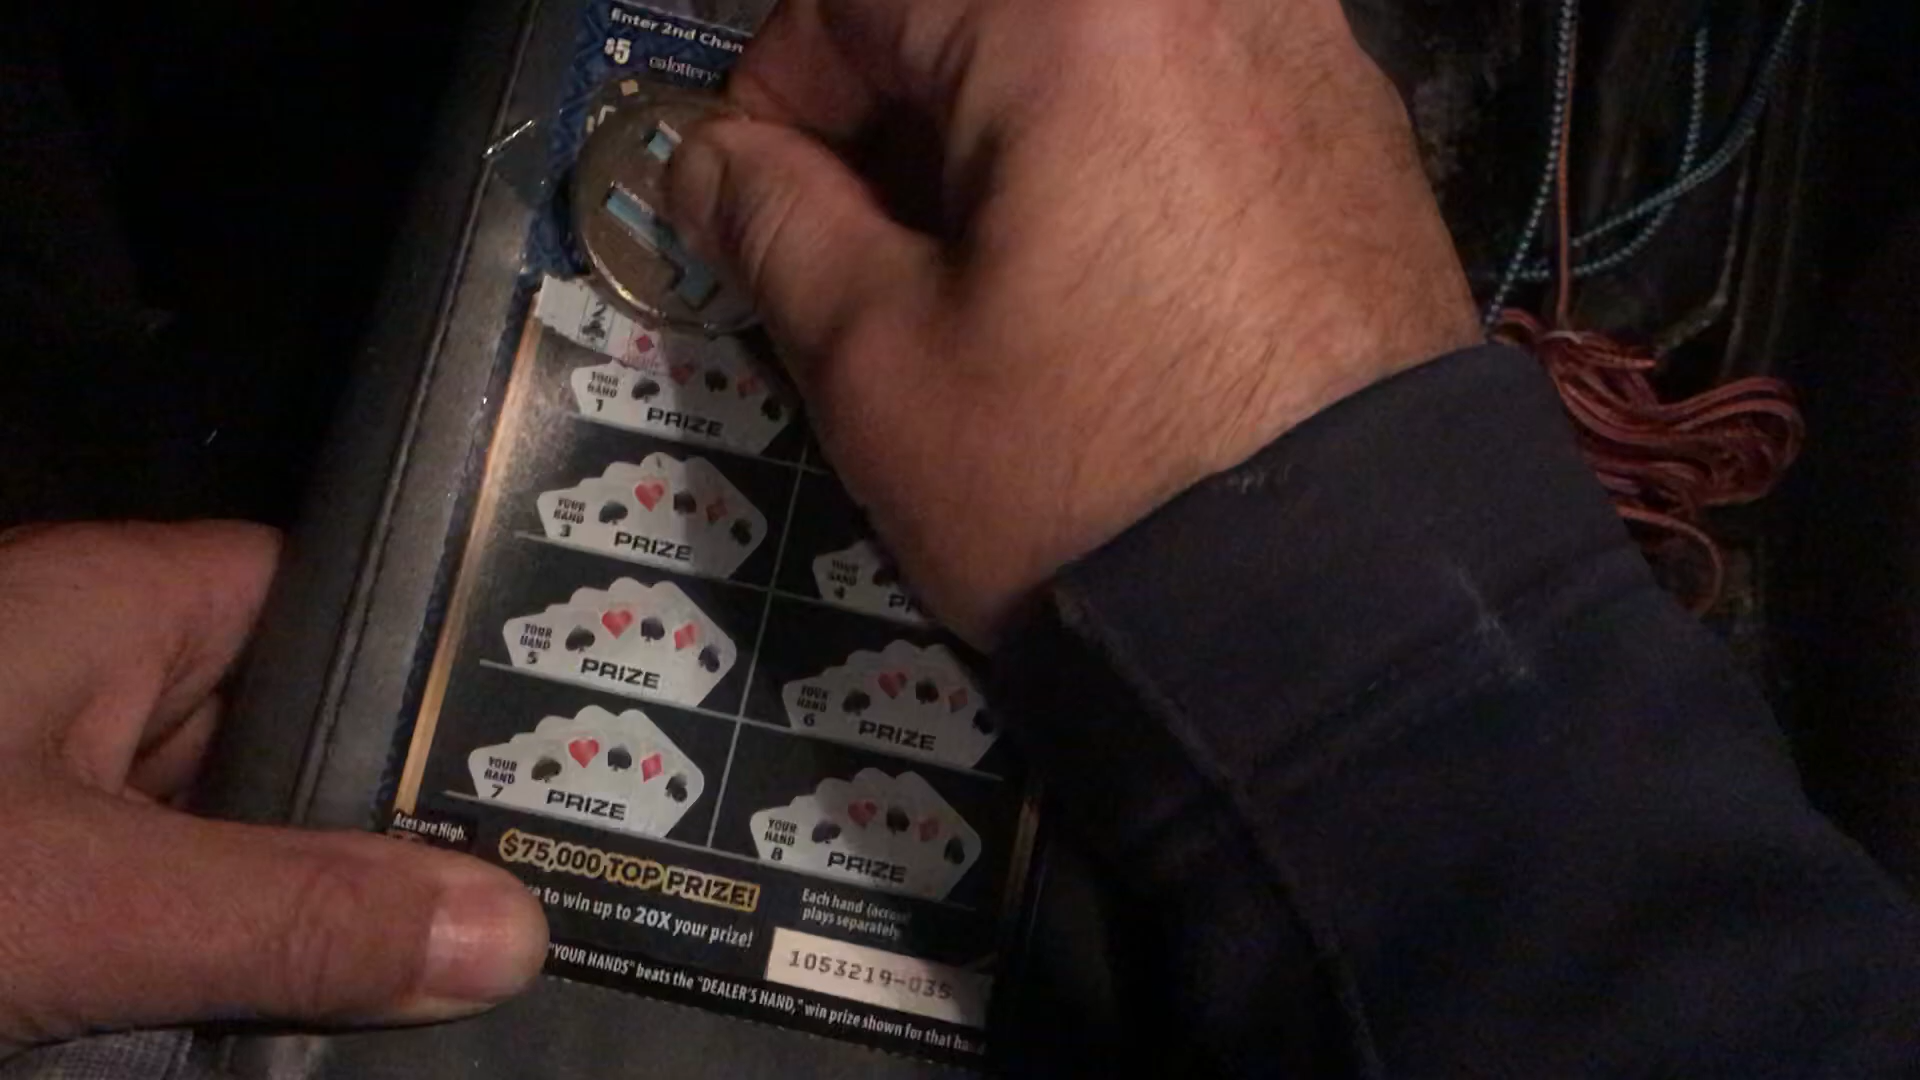 Enter 2nd Chan
$5 calottery
2
YOUR HAND 1 PRIZE
YOUR HAND 3 PRIZE
YOUR HAND 4 PR
YOUR HAND 5 PRIZE
YOUR HAND 6 PRIZE
YOUR HAND 7 PRIZE
YOUR HAND 8 PRIZE
Aces are High.
$75,000 TOP PRIZE!
to win up to 20X your prize!
Each hand (across)
plays separately
1053219-035
"YOUR HANDS" beats the "DEALER'S HAND," win prize shown for that ha